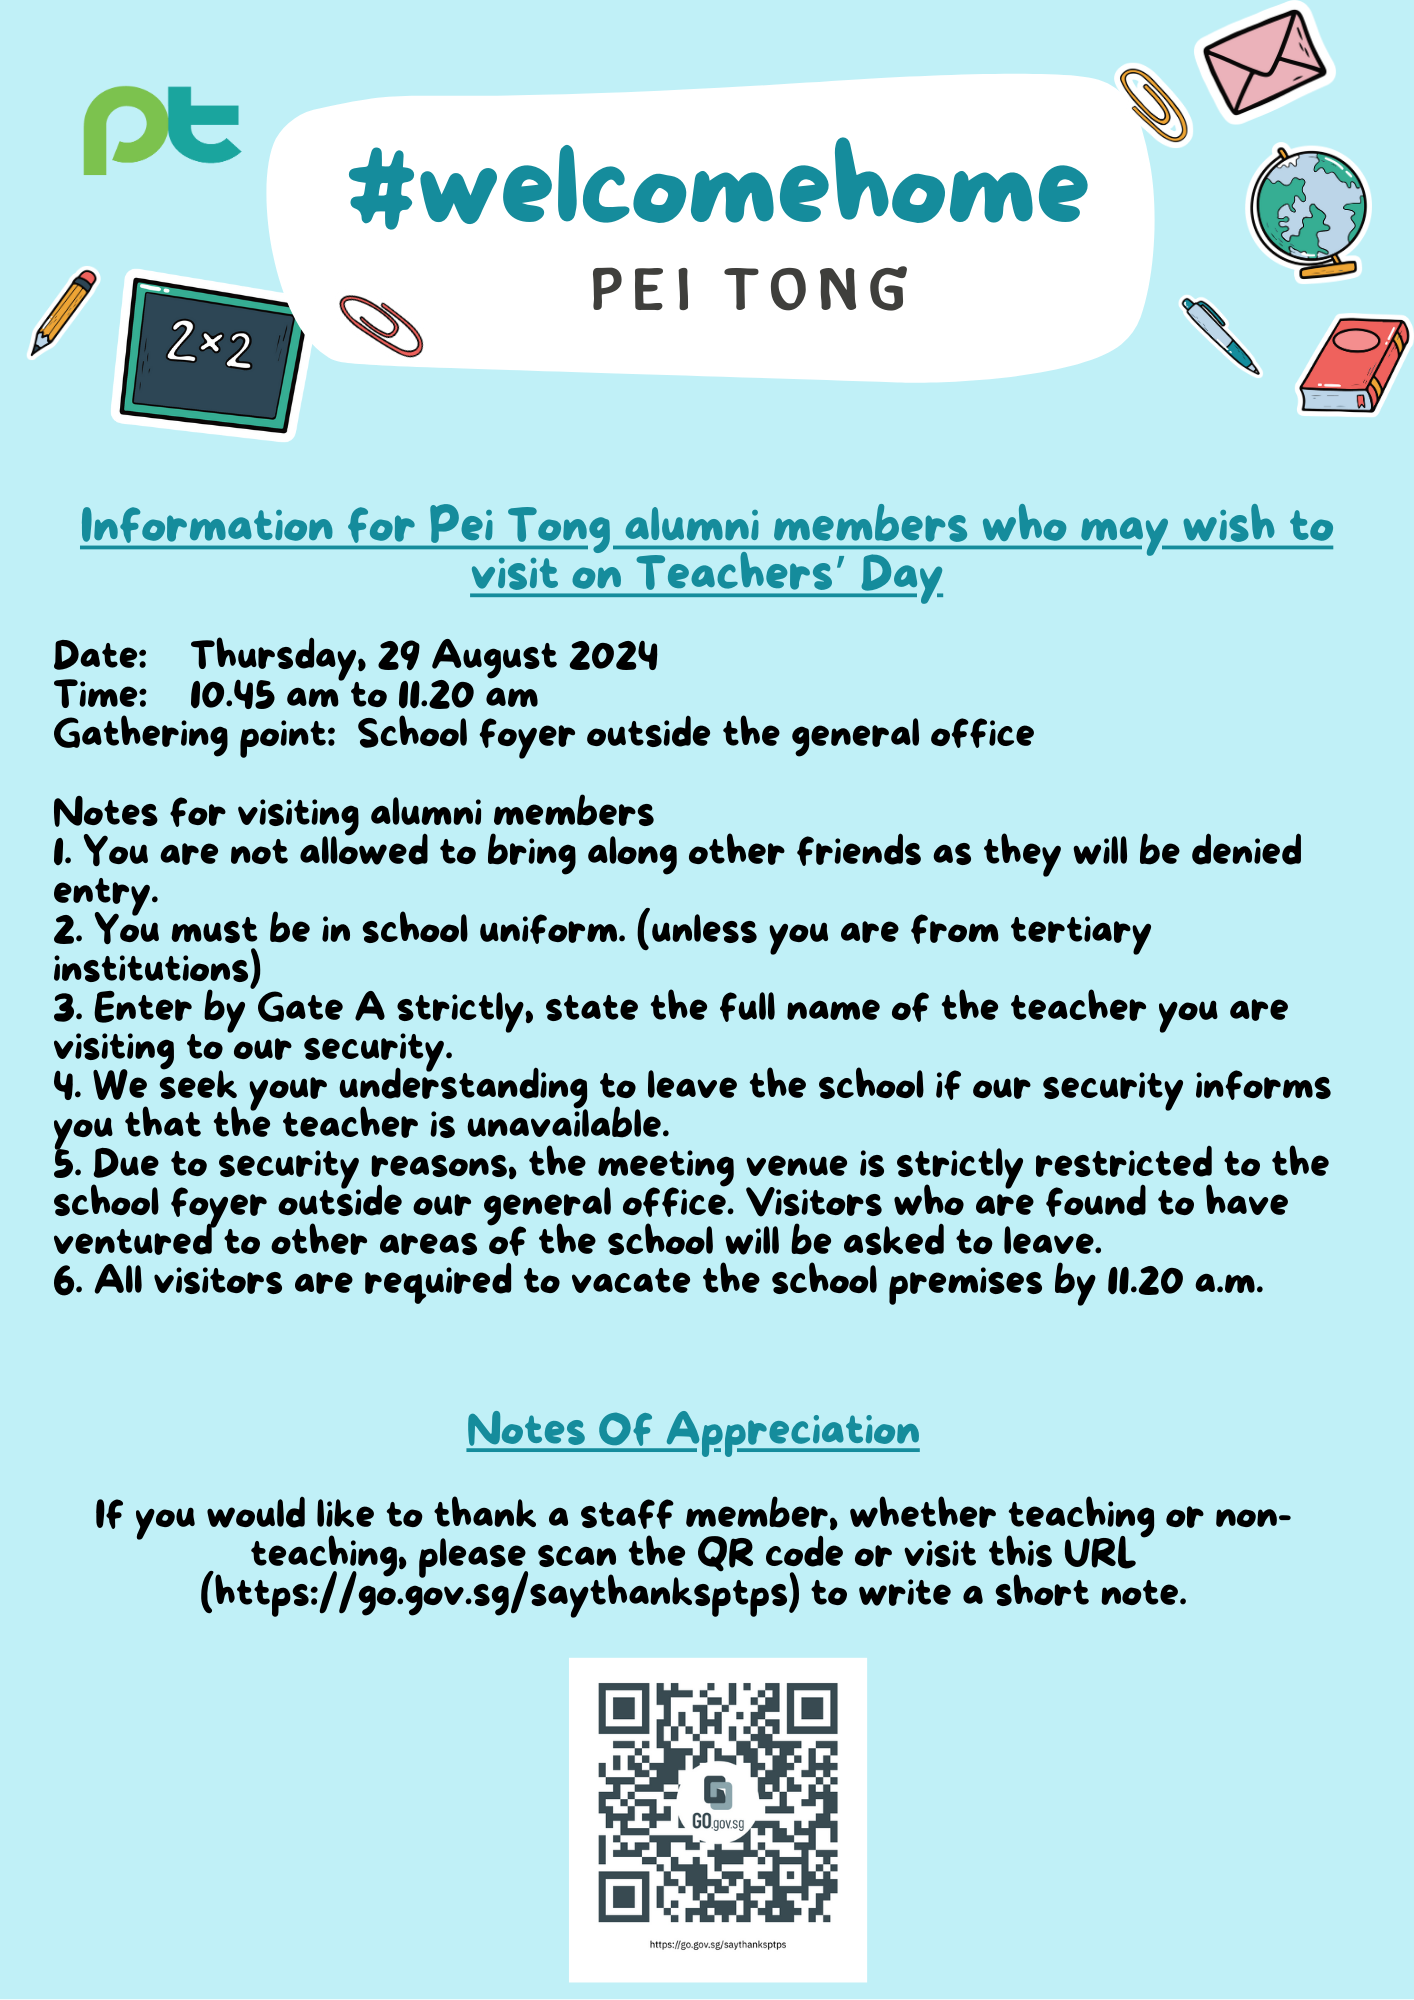 pt
#welcomehome
PEI TONG
2×2
Information for Pei Tong alumni members who may wish to
visit on Teachers' Day
Date: Thursday, 29 August 2024
Time: 10.45 am to 11.20 am
Gathering point: School foyer outside the general office
Notes for visiting alumni members
1. You are not allowed to bring along other friends as they will be denied
entry.
2. You must be in school uniform. (unless you are from tertiary
institutions)
3. Enter by Gate A strictly, state the full name of the teacher you are
visiting to our security.
4. We seek your understanding to leave the school if our security informs
you that the teacher is unavailable.
5. Due to security reasons, the meeting venue is strictly restricted to the
school foyer outside our general office. Visitors who are found to have
ventured to other areas of the school will be asked to leave.
6. All visitors are required to vacate the school premises by 11.20 a.m.
Notes Of Appreciation
If you would like to thank a staff member, whether teaching or non-
teaching, please scan the QR code or visit this URL
(https://go.gov.sg/saythanksptps) to write a short note.
GO.gov.sg
https://go.gov.sg/saythanksptps